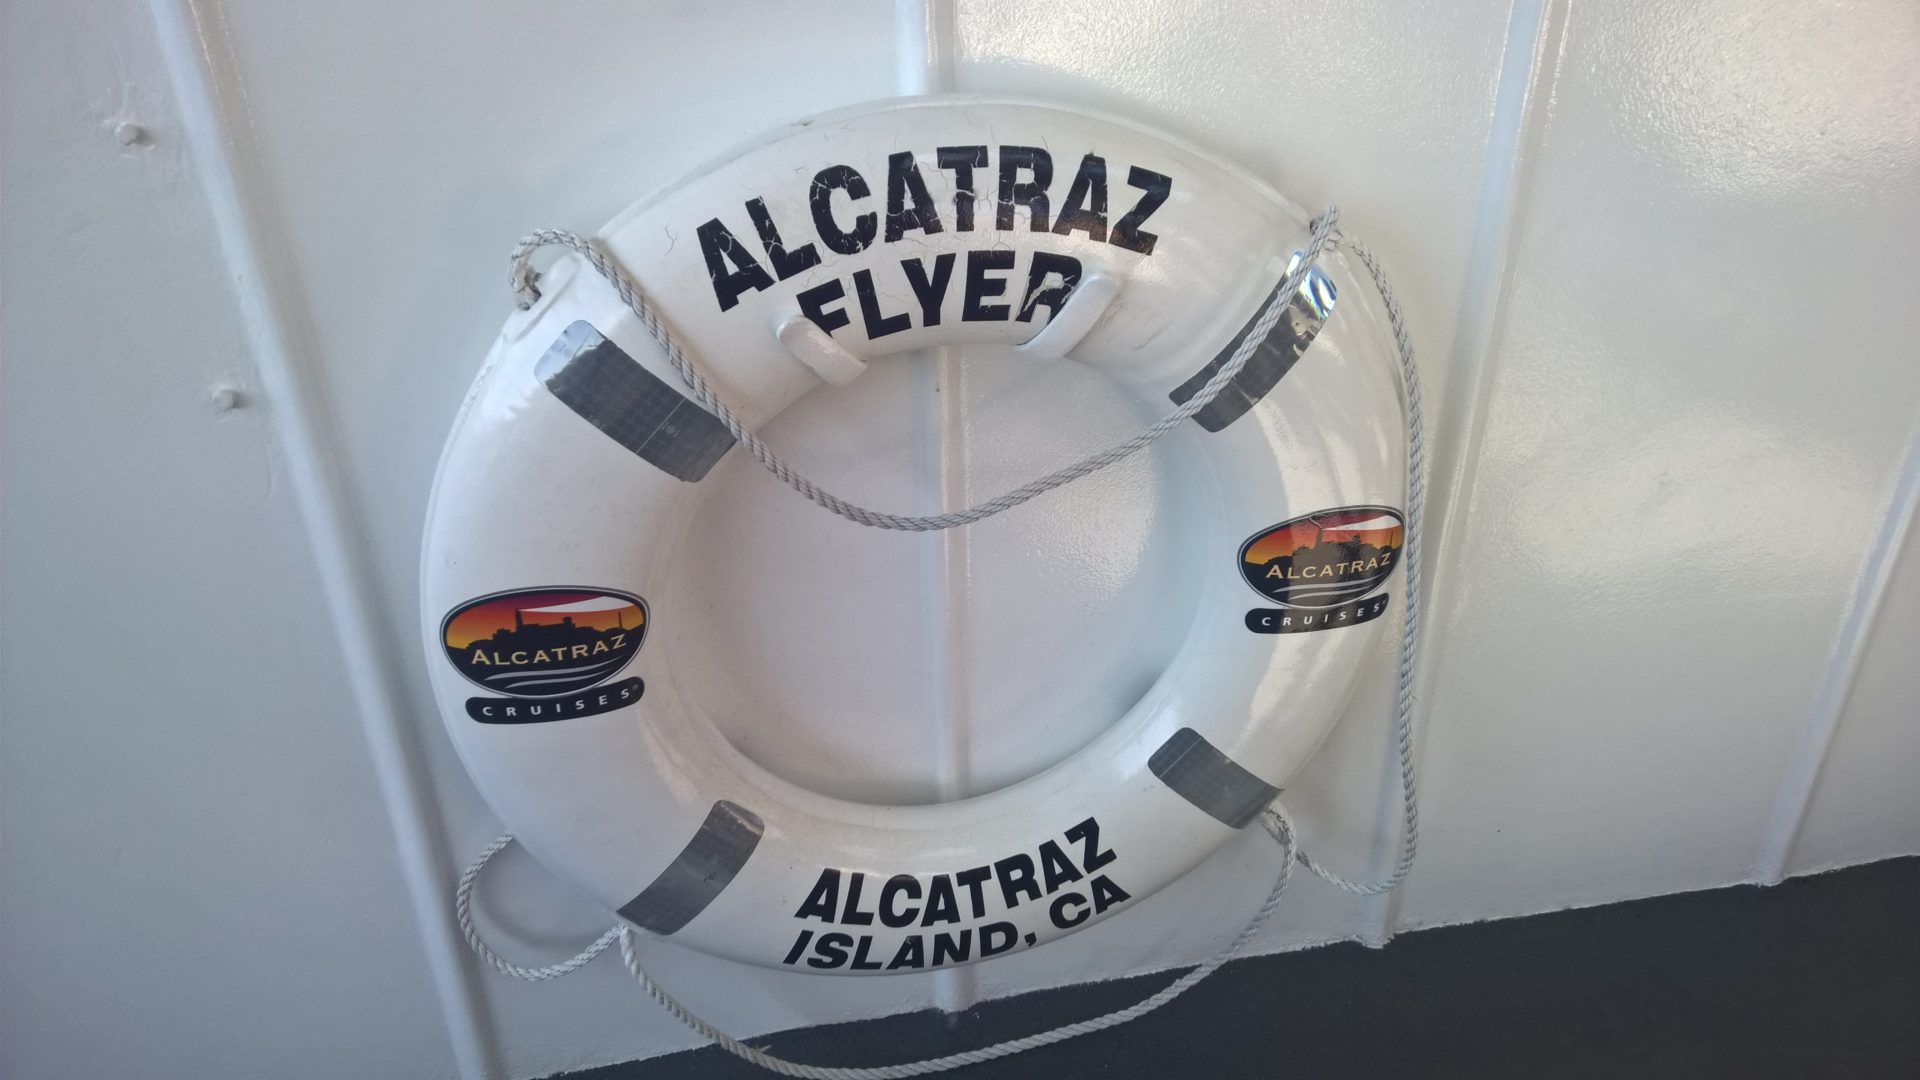 ALCATRAZ
FLYER
ALCATRAZ
CRUISES
ALCATRAZ
CRUISES
ALCATRAZ
ISLAND, CA